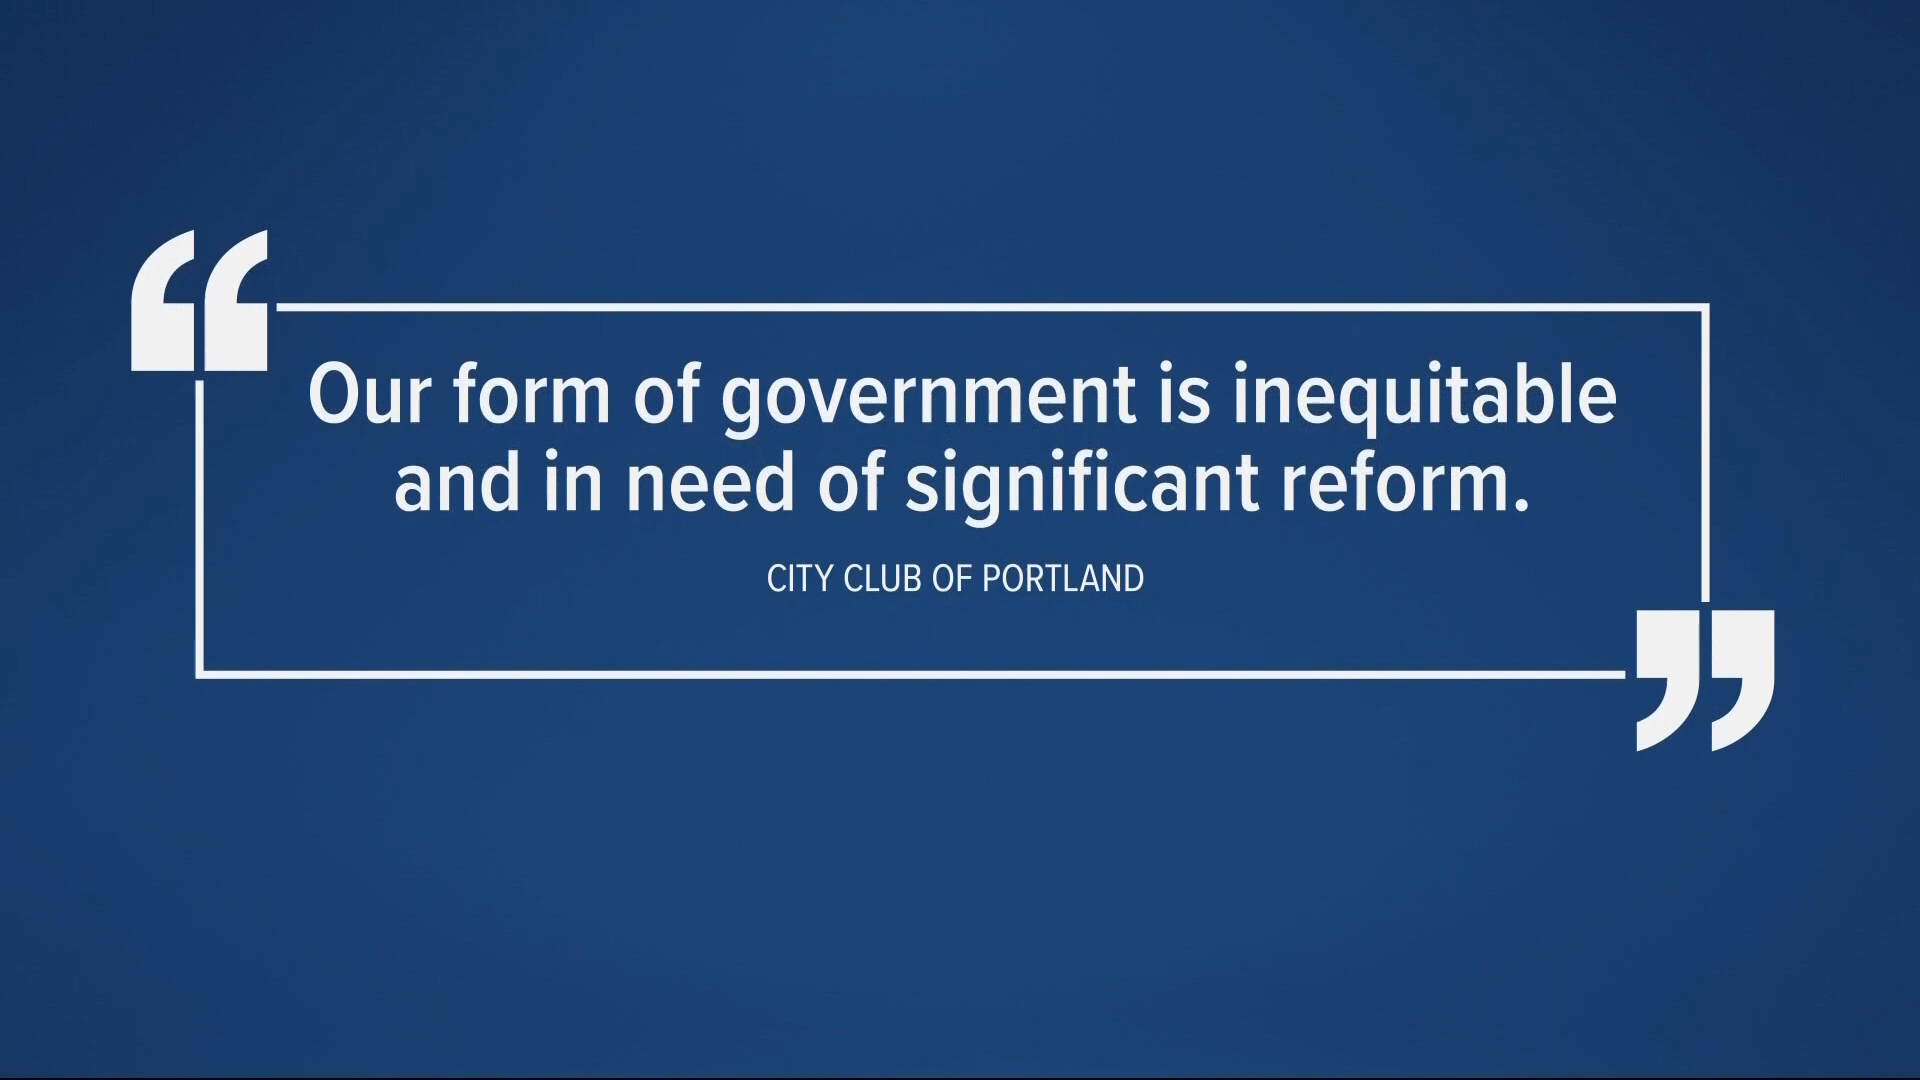 “Our form of government is inequitable
and in need of significant reform.
CITY CLUB OF PORTLAND”